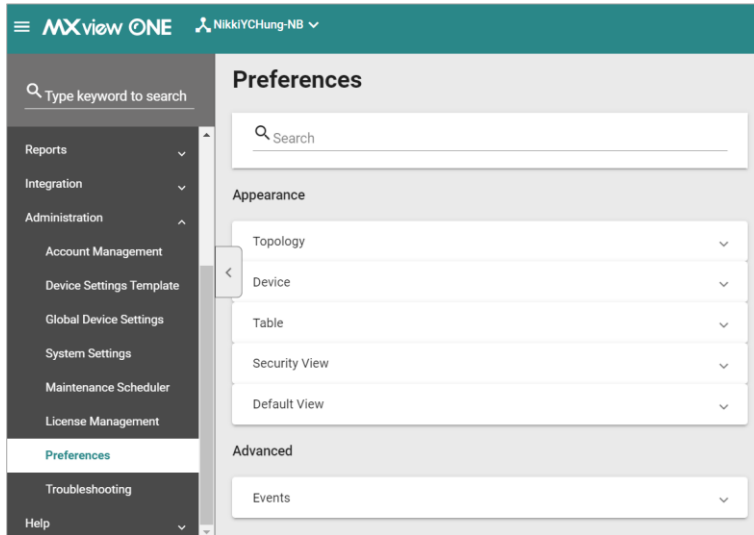 MXview ONE NikkiYCHung-NB
Type keyword to search
Reports
Integration
Administration
Account Management
Device Settings Template
Global Device Settings
System Settings
Maintenance Scheduler
License Management
Preferences
Troubleshooting
Help
Preferences
Search
Appearance
Topology
Device
Table
Security View
Default View
Advanced
Events